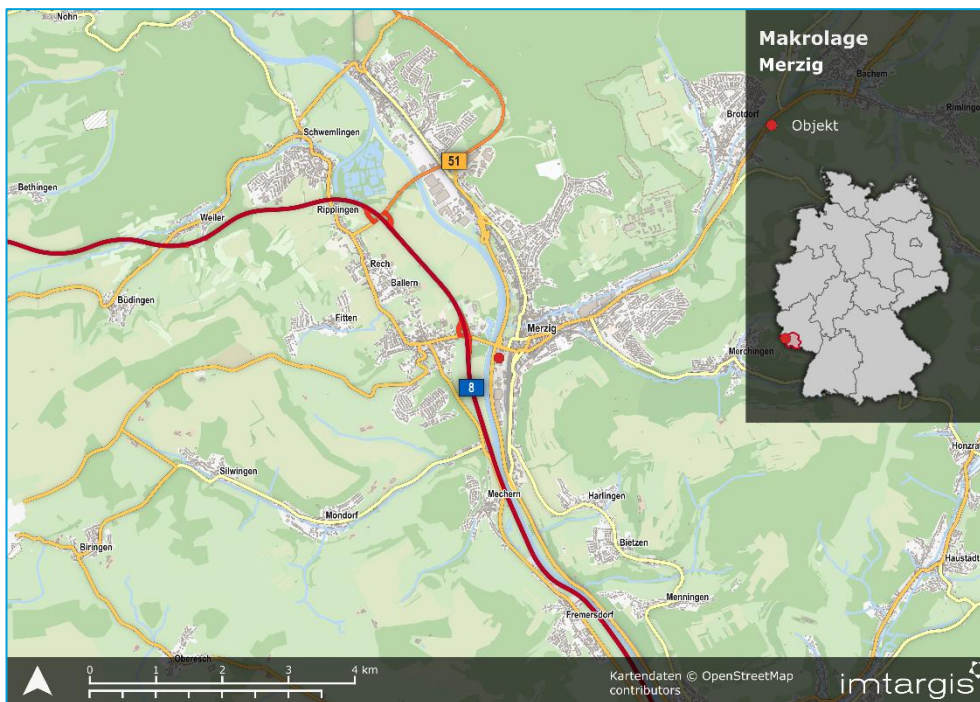 Nohn
Makrolage
Merzig
Bachem
Rimlinge
Brotdorf
Objekt
Schwemlingen
51
Bethingen
Weiler
Ripplingen
Rech
Ballern
Büdingen
Fitten
Merzig
Merchingen
8
Honzra
Silwingen
Mechern
Harlingen
Mondorf
Biringen
Bietzen
Haustadt
Menningen
Fremersdorf
Oberesch
0 1 2 3 4 km
Kartendaten © OpenStreetMap
contributors
imtargis